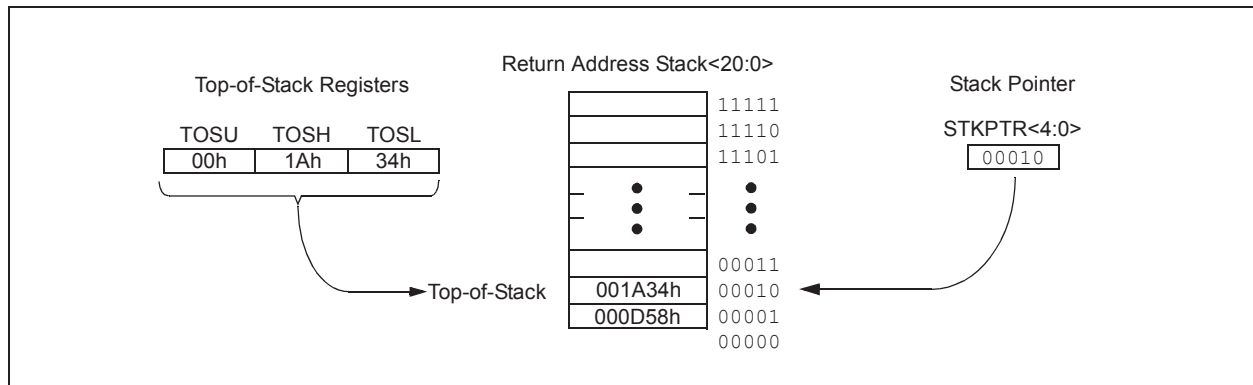 Return Address Stack<20:0>
Top-of-Stack Registers
Stack Pointer
TOSU TOSH TOSL
STKPTR<4:0>
00h 1Ah 34h
00010
11111
11110
11101
00011
Top-of-Stack 001A34h 00010
000D58h 00001
00000